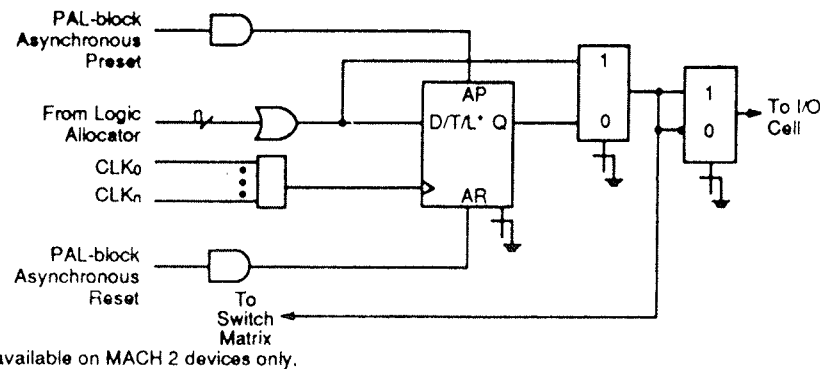 PAL-block
Asynchronous
Preset
AP
1
0
1
0
To I/O
Cell
From Logic
Allocator
n
D/T/L* Q
CLK0
CLKn
AR
PAL-block
Asynchronous
Reset
To
Switch
Matrix
available on MACH 2 devices only.